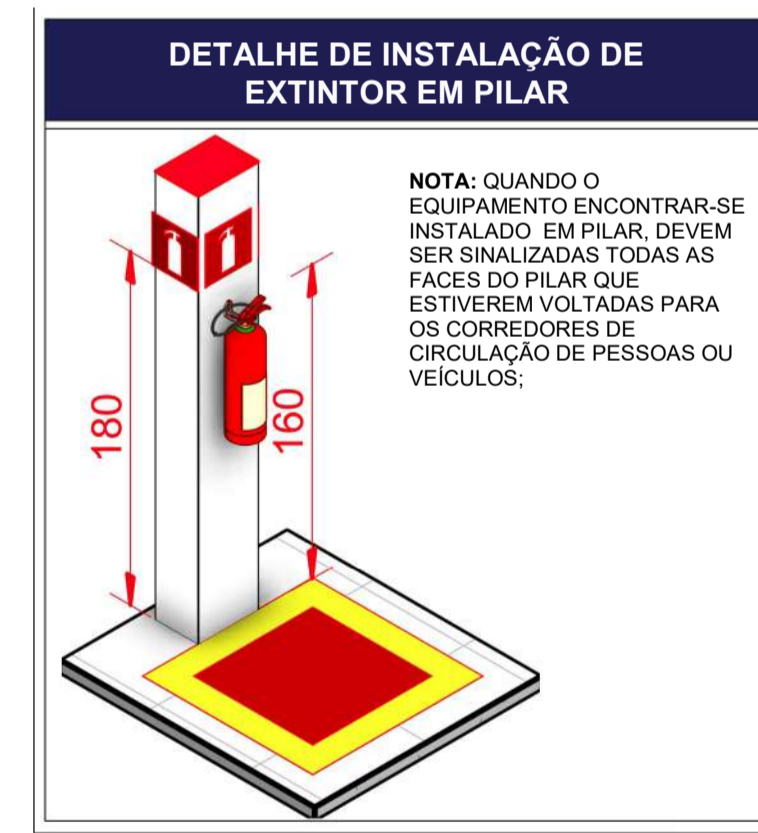 DETALHE DE INSTALAÇÃO DE
EXTINTOR EM PILAR
NOTA: QUANDO O
EQUIPAMENTO ENCONTRAR-SE
INSTALADO EM PILAR, DEVEM
SER SINALIZADAS TODAS AS
FACES DO PILAR QUE
ESTIVEREM VOLTADAS PARA
OS CORREDORES DE
CIRCULAÇÃO DE PESSOAS OU
VEÍCULOS;
180
160